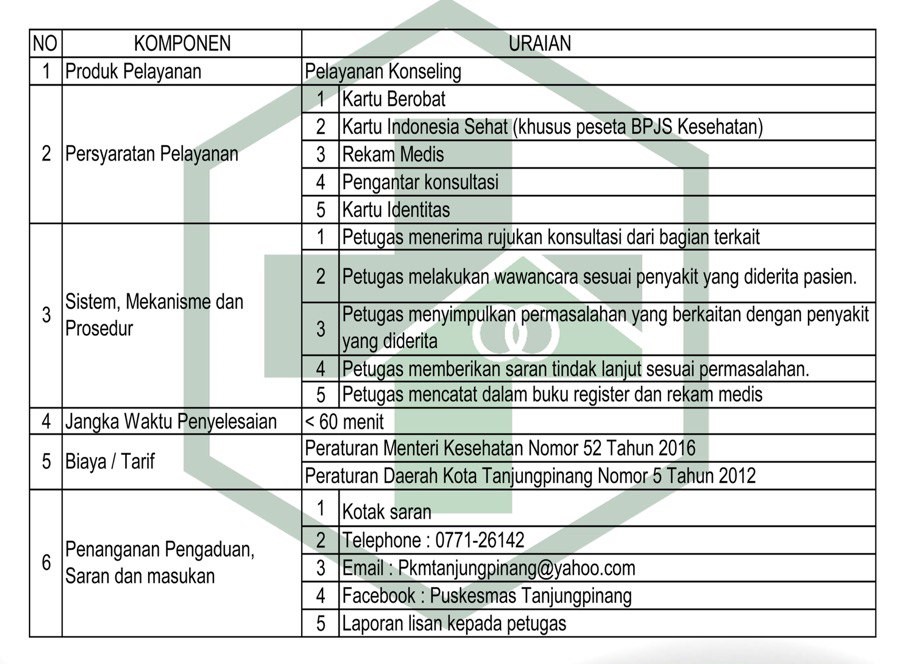 NO KOMPONEN URAIAN
1 Produk Pelayanan Pelayanan Konseling
2 Persyaratan Pelayanan
1 Kartu Berobat
2 Kartu Indonesia Sehat (khusus peseta BPJS Kesehatan)
3 Rekam Medis
4 Pengantar konsultasi
5 Kartu Identitas
3 Sistem, Mekanisme dan
Prosedur
1 Petugas menerima rujukan konsultasi dari bagian terkait
2 Petugas melakukan wawancara sesuai penyakit yang diderita pasien.
3 Petugas menyimpulkan permasalahan yang berkaitan dengan penyakit
yang diderita
4 Petugas memberikan saran tindak lanjut sesuai permasalahan.
5 Petugas mencatat dalam buku register dan rekam medis
4 Jangka Waktu Penyelesaian < 60 menit
5 Biaya / Tarif
Peraturan Menteri Kesehatan Nomor 52 Tahun 2016
Peraturan Daerah Kota Tanjungpinang Nomor 5 Tahun 2012
6 Penanganan Pengaduan,
Saran dan masukan
1 Kotak saran
2 Telephone : 0771-26142
3 Email : Pkmtanjungpinang@yahoo.com
4 Facebook : Puskesmas Tanjungpinang
5 Laporan lisan kepada petugas